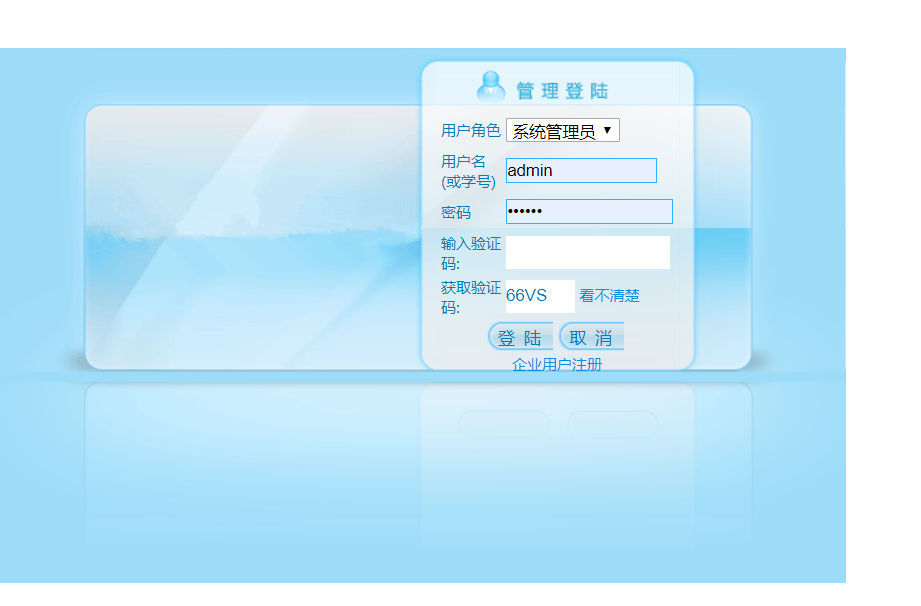 管理登陆
用户角色 系统管理员
用户名
(或学号) admin
密码 ••••••
输入验证
码:
获取验证
码: 66VS 看不清楚
登 陆 取 消
企业用户注册